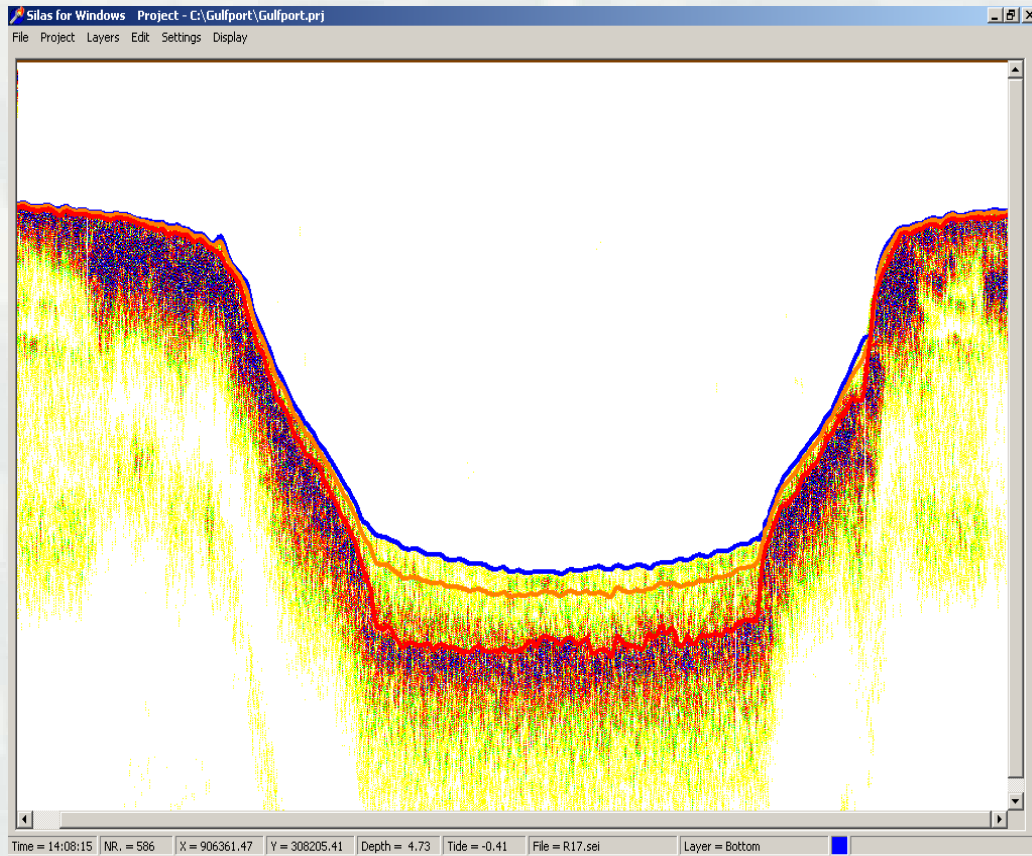 Silas for Windows Project - C:\Gulfport\Gulfport.prj
File Project Layers Edit Settings Display
Time = 14:08:15 NR. = 586 X = 906361.47 Y = 308205.41 Depth = 4.73 Tide = -0.41 File = R17.sei Layer = Bottom